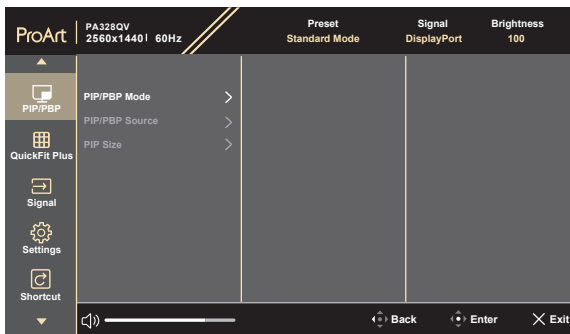 ProArt
PA328QV
2560x1440 60Hz
Preset
Standard Mode
Signal
DisplayPort
Brightness
100
PIP/PBP
QuickFit Plus
Signal
Settings
Shortcut
PIP/PBP Mode
PIP/PBP Source
PIP Size
Back
Enter
Exit